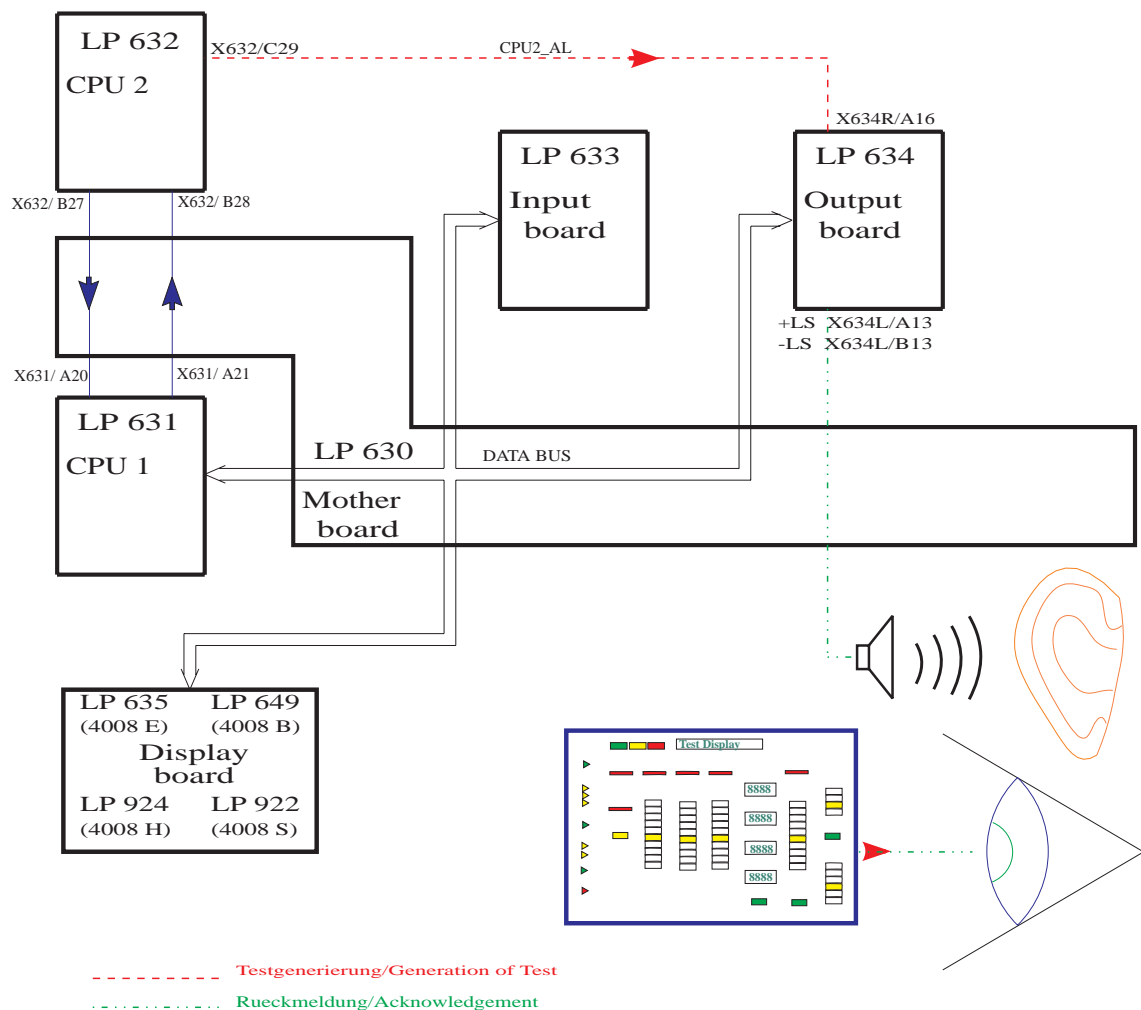 LP 632
CPU 2
X632/C29
CPU2_AL
X634R/A16
LP 633
Input
board
LP 634
Output
board
X632/ B27
X632/ B28
+LS X634L/A13
-LS X634L/B13
X631/ A20
X631/ A21
LP 631
CPU 1
LP 630
DATA BUS
Mother
board
LP 635
LP 649
(4008 E)
(4008 B)
Display
board
LP 924
LP 922
(4008 H)
(4008 S)
Test Display
8888
8888
8888
8888
Testgenerierung/Generation of Test
Rueckmeldung/Acknowledgement